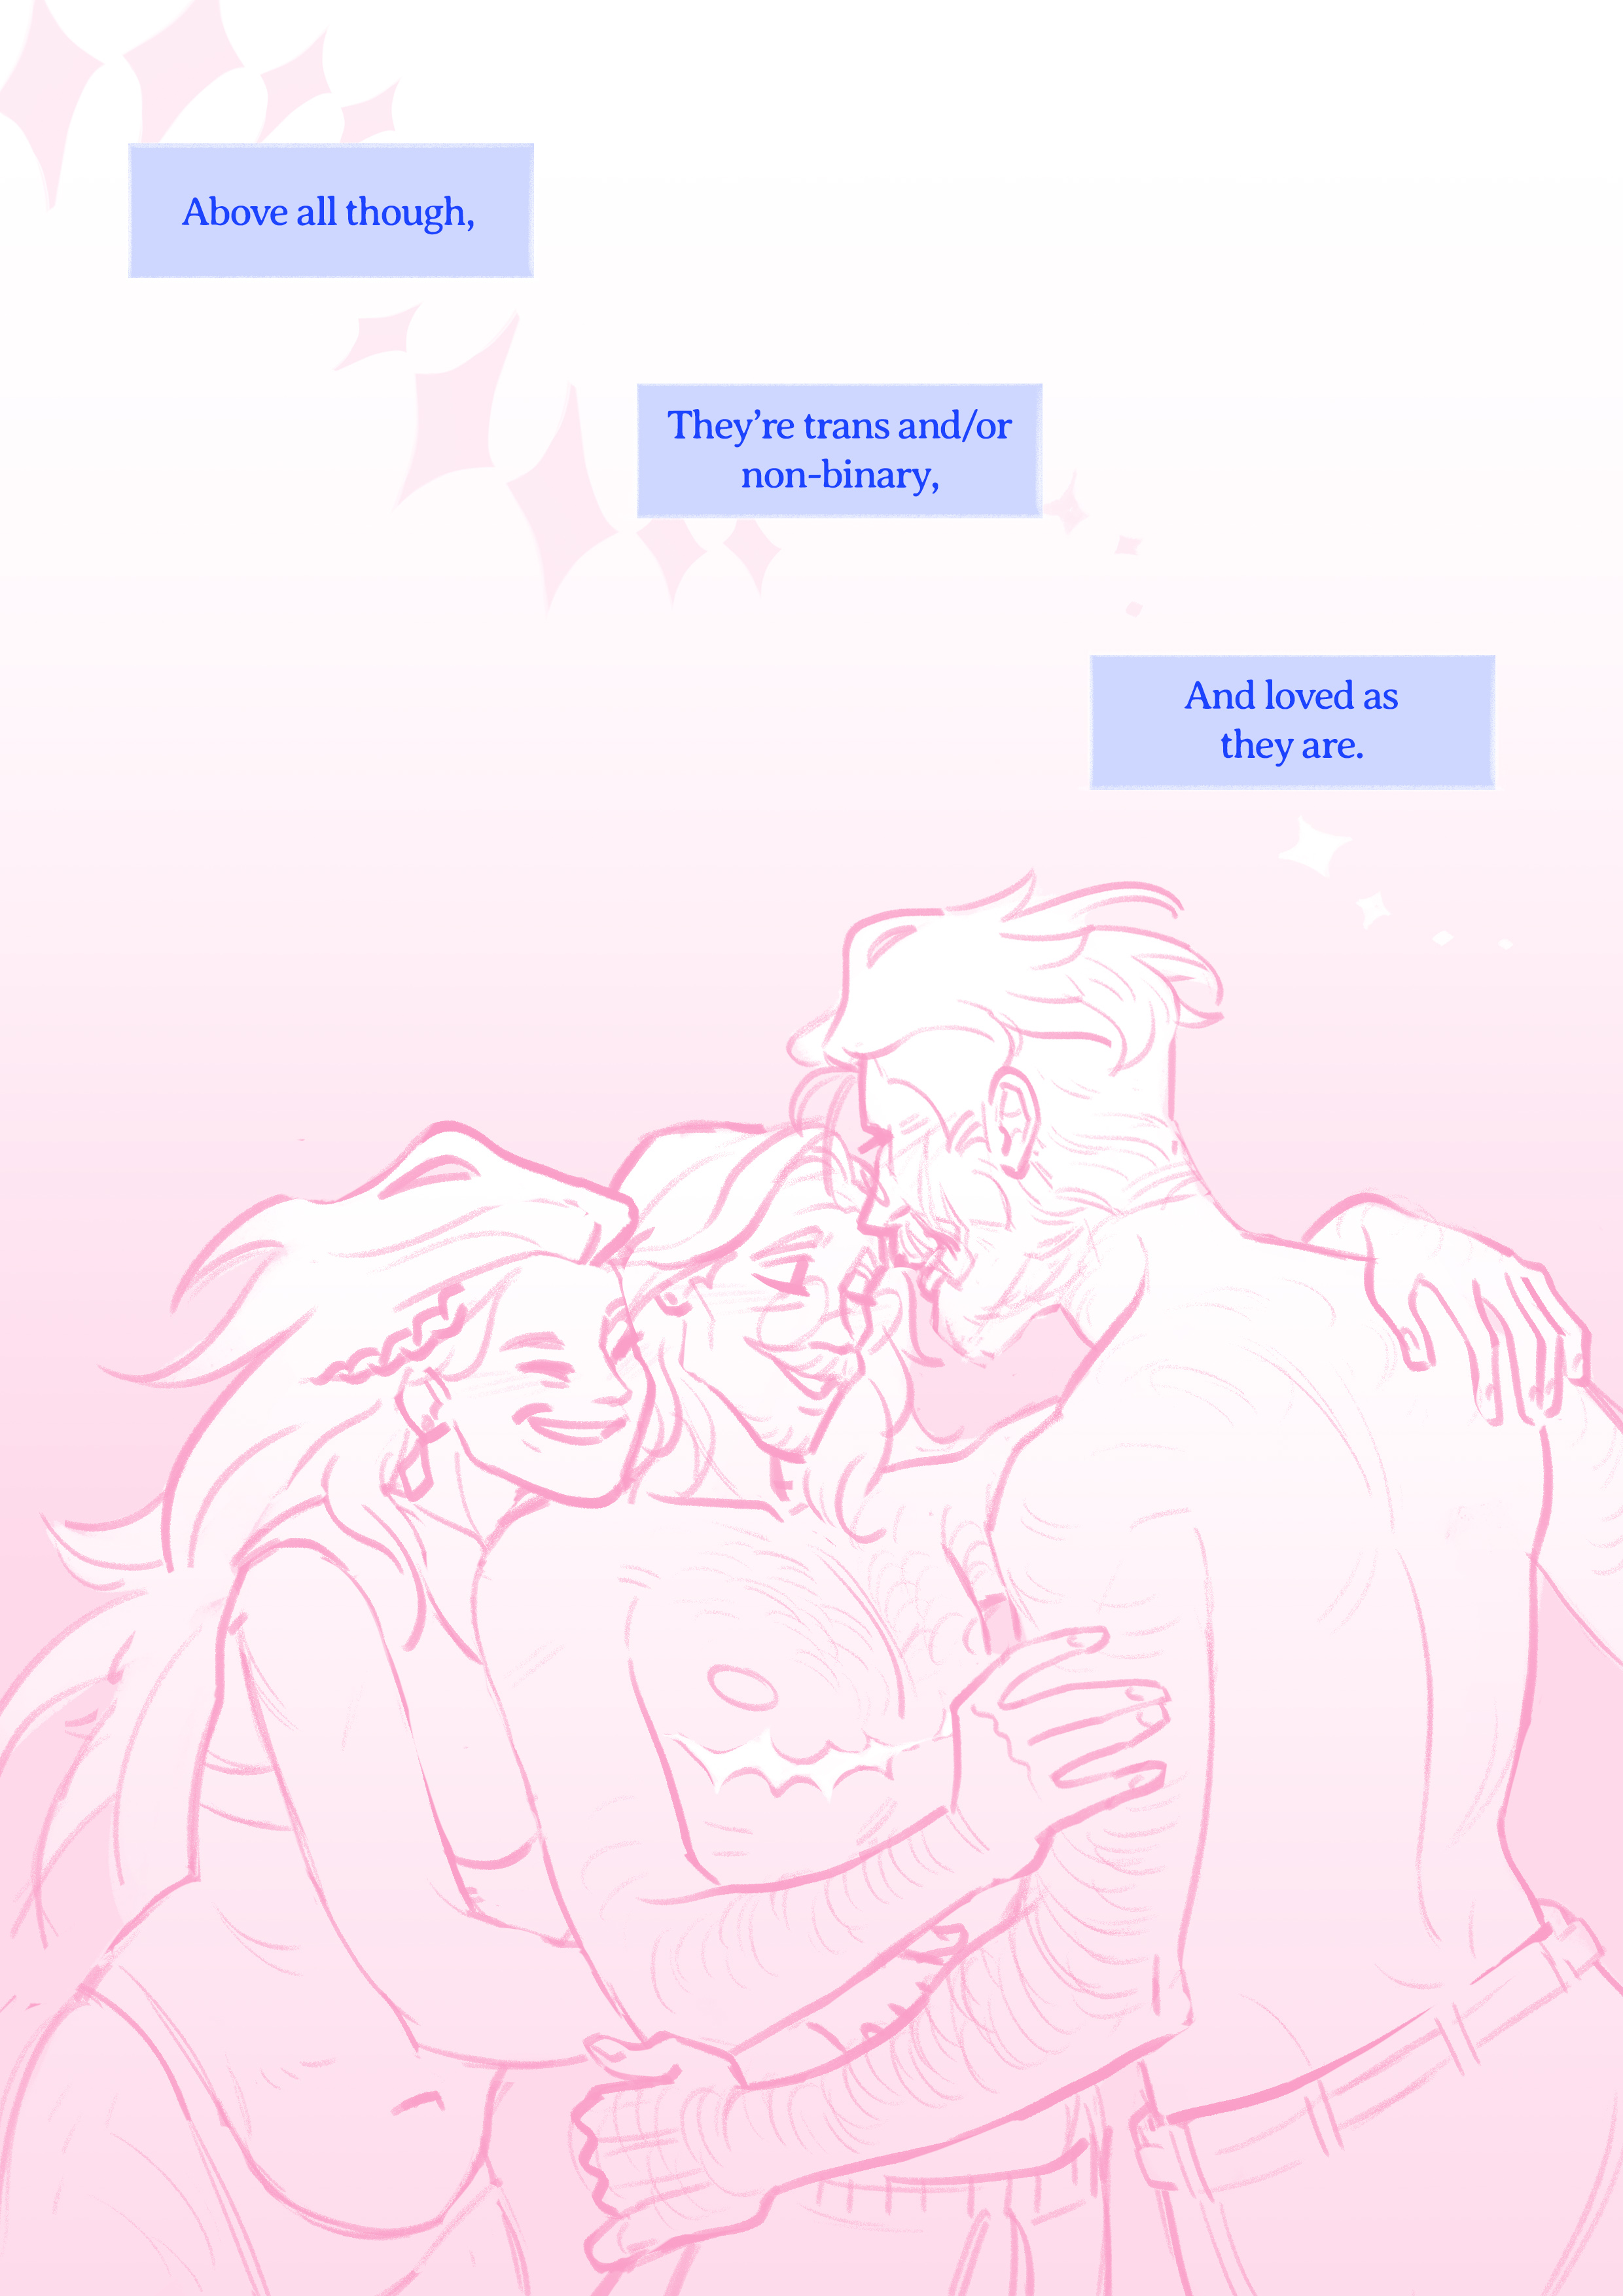 Above all though,
They’re trans and/or
non-binary,
And loved as
they are.